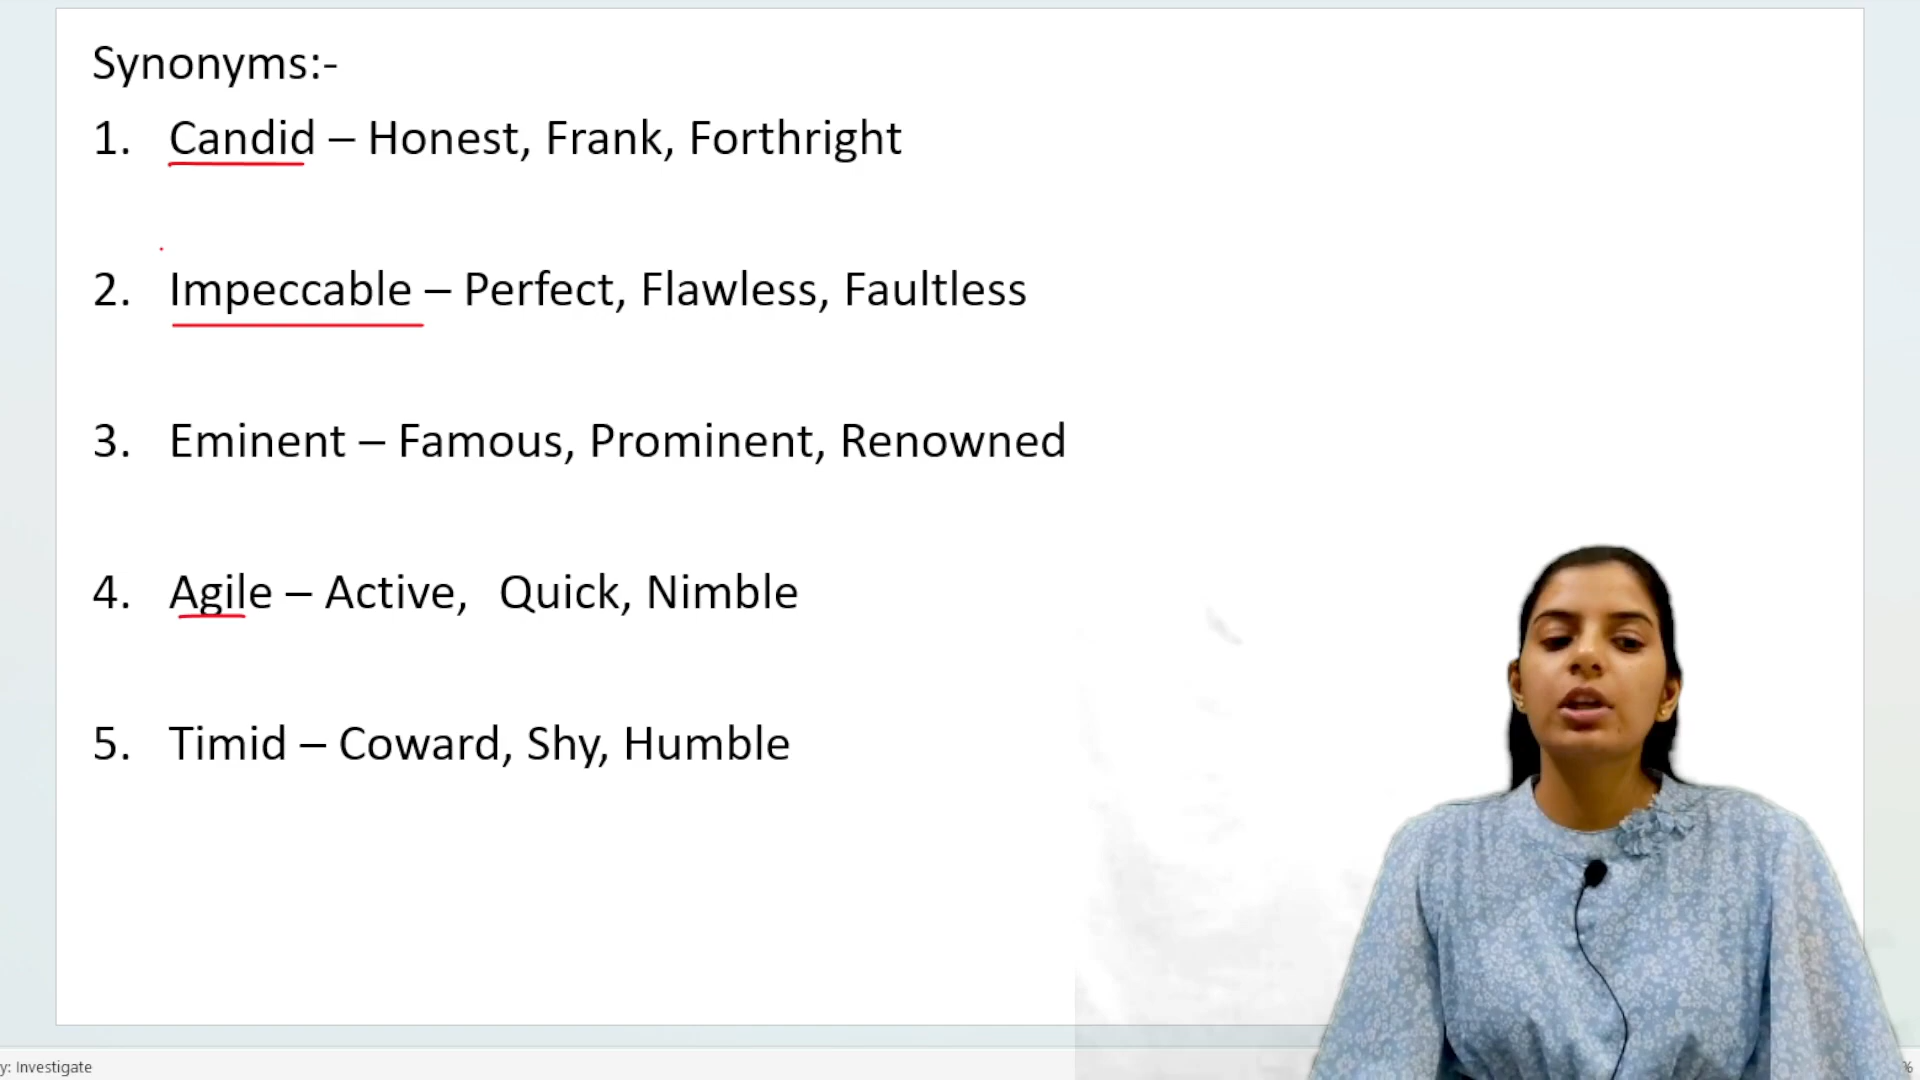 Synonyms:-
1. Candid – Honest, Frank, Forthright
2. Impeccable – Perfect, Flawless, Faultless
3. Eminent – Famous, Prominent, Renowned
4. Agile – Active, Quick, Nimble
5. Timid – Coward, Shy, Humble
y: Investigate
%